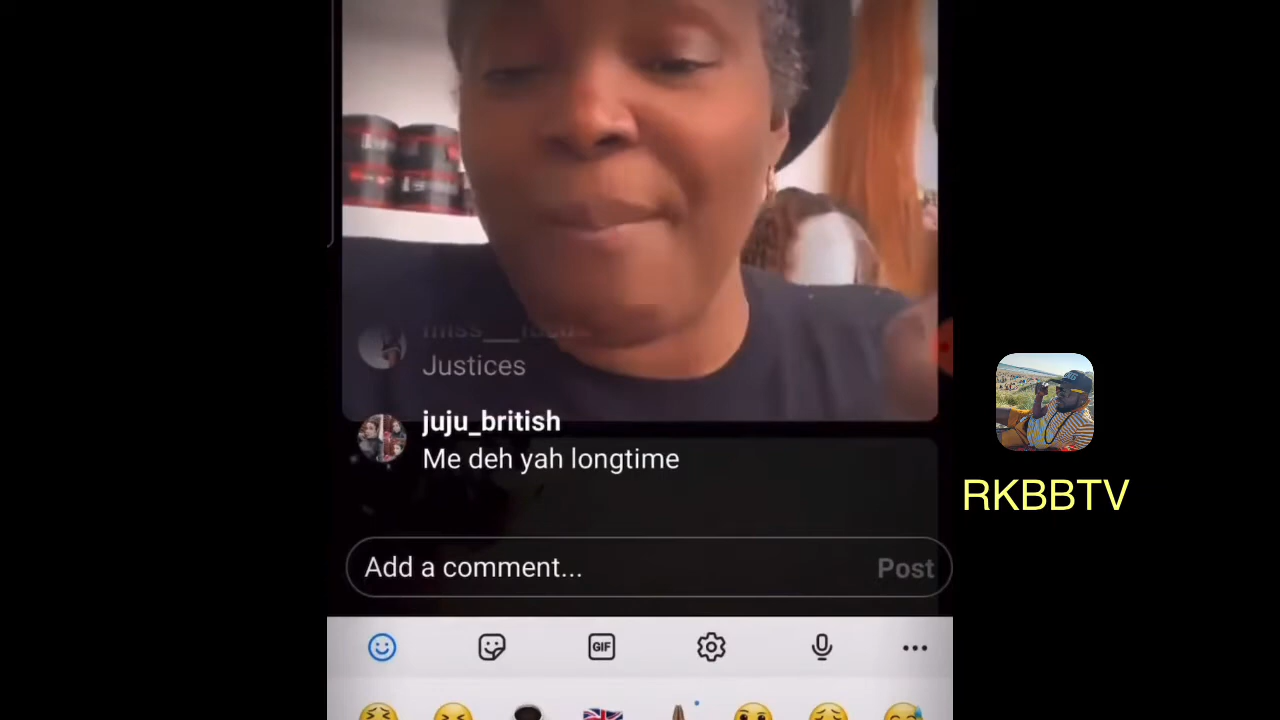 Justices
juju_british
Me deh yah longtime
Add a comment...
Post
GIF
RKBBTV